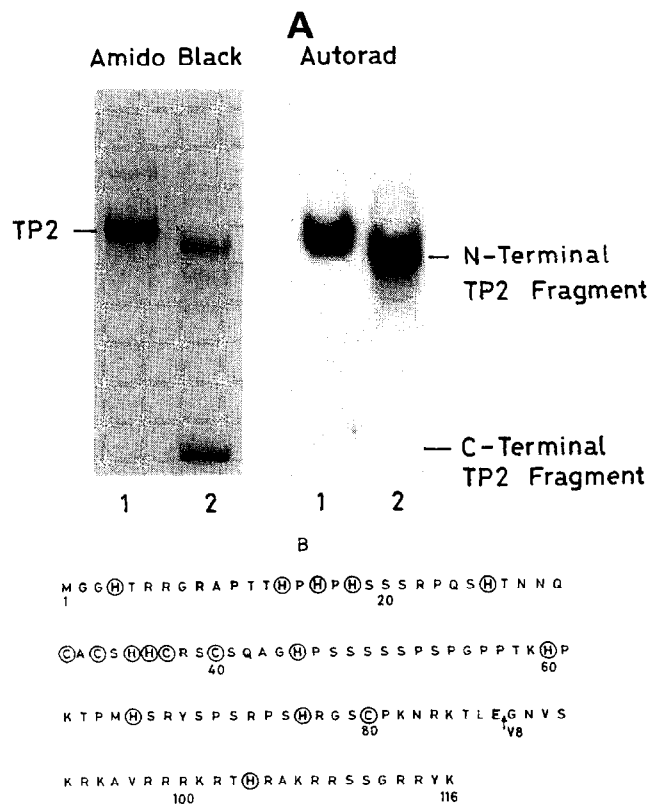 A
Amido Black Autorad
TP2
N-Terminal
TP2 Fragment
C-Terminal
TP2 Fragment
1 2 1 2
B
M G G H T R R G R A P T T H P H P H S S S R P Q S H T N N Q
1 20
C A C S H H C R S C S Q A G H P S S S S S P S P G P P T K H P
40 60
K T P M H S R Y S P S R P S H R G S C P K N R K T L E G N V S
80 V8
K R K A V R R R K R T H R A K R R S S G R R Y K
100 116